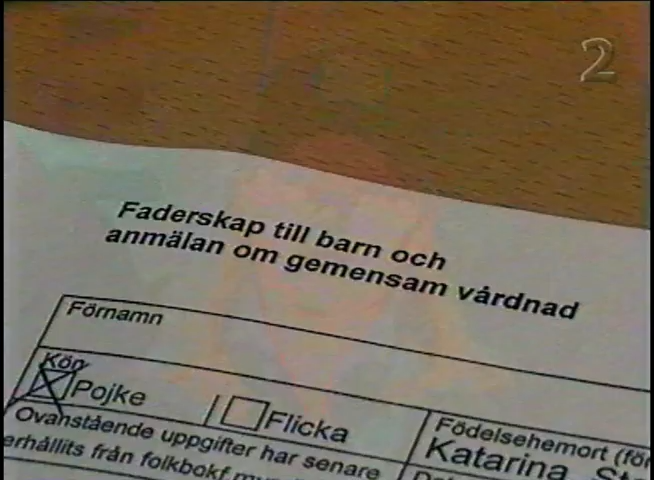 2
Faderskap till barn och
anmälan om gemensam vårdnad
Förnamn
Kön
Pojke
Flicka
Födelsehemort (för
Katarina
Ovanstående uppgifter har senare
erhållits från folkbokf